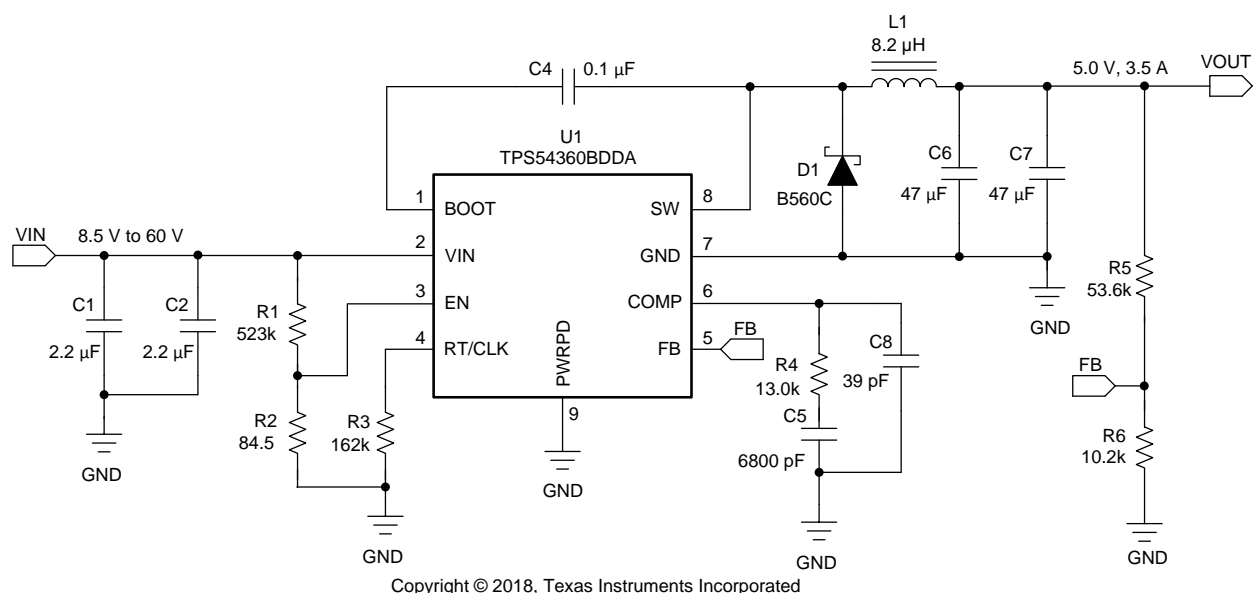 L1
8.2 µH
C4
0.1 µF
5.0 V, 3.5 A
VOUT
U1
TPS54360BDDA
D1
B560C
C6
47 µF
C7
47 µF
1
BOOT
SW
8
VIN
8.5 V to 60 V
2
VIN
GND
7
C1
2.2 µF
C2
2.2 µF
R1
523k
3
EN
COMP
6
4
RT/CLK
FB
5
FB
PWRPD
9
GND
R5
53.6k
GND
R4
13.0k
C8
39 pF
FB
R2
84.5
R3
162k
C5
6800 pF
R6
10.2k
GND
GND
GND
GND
GND
Copyright © 2018, Texas Instruments Incorporated